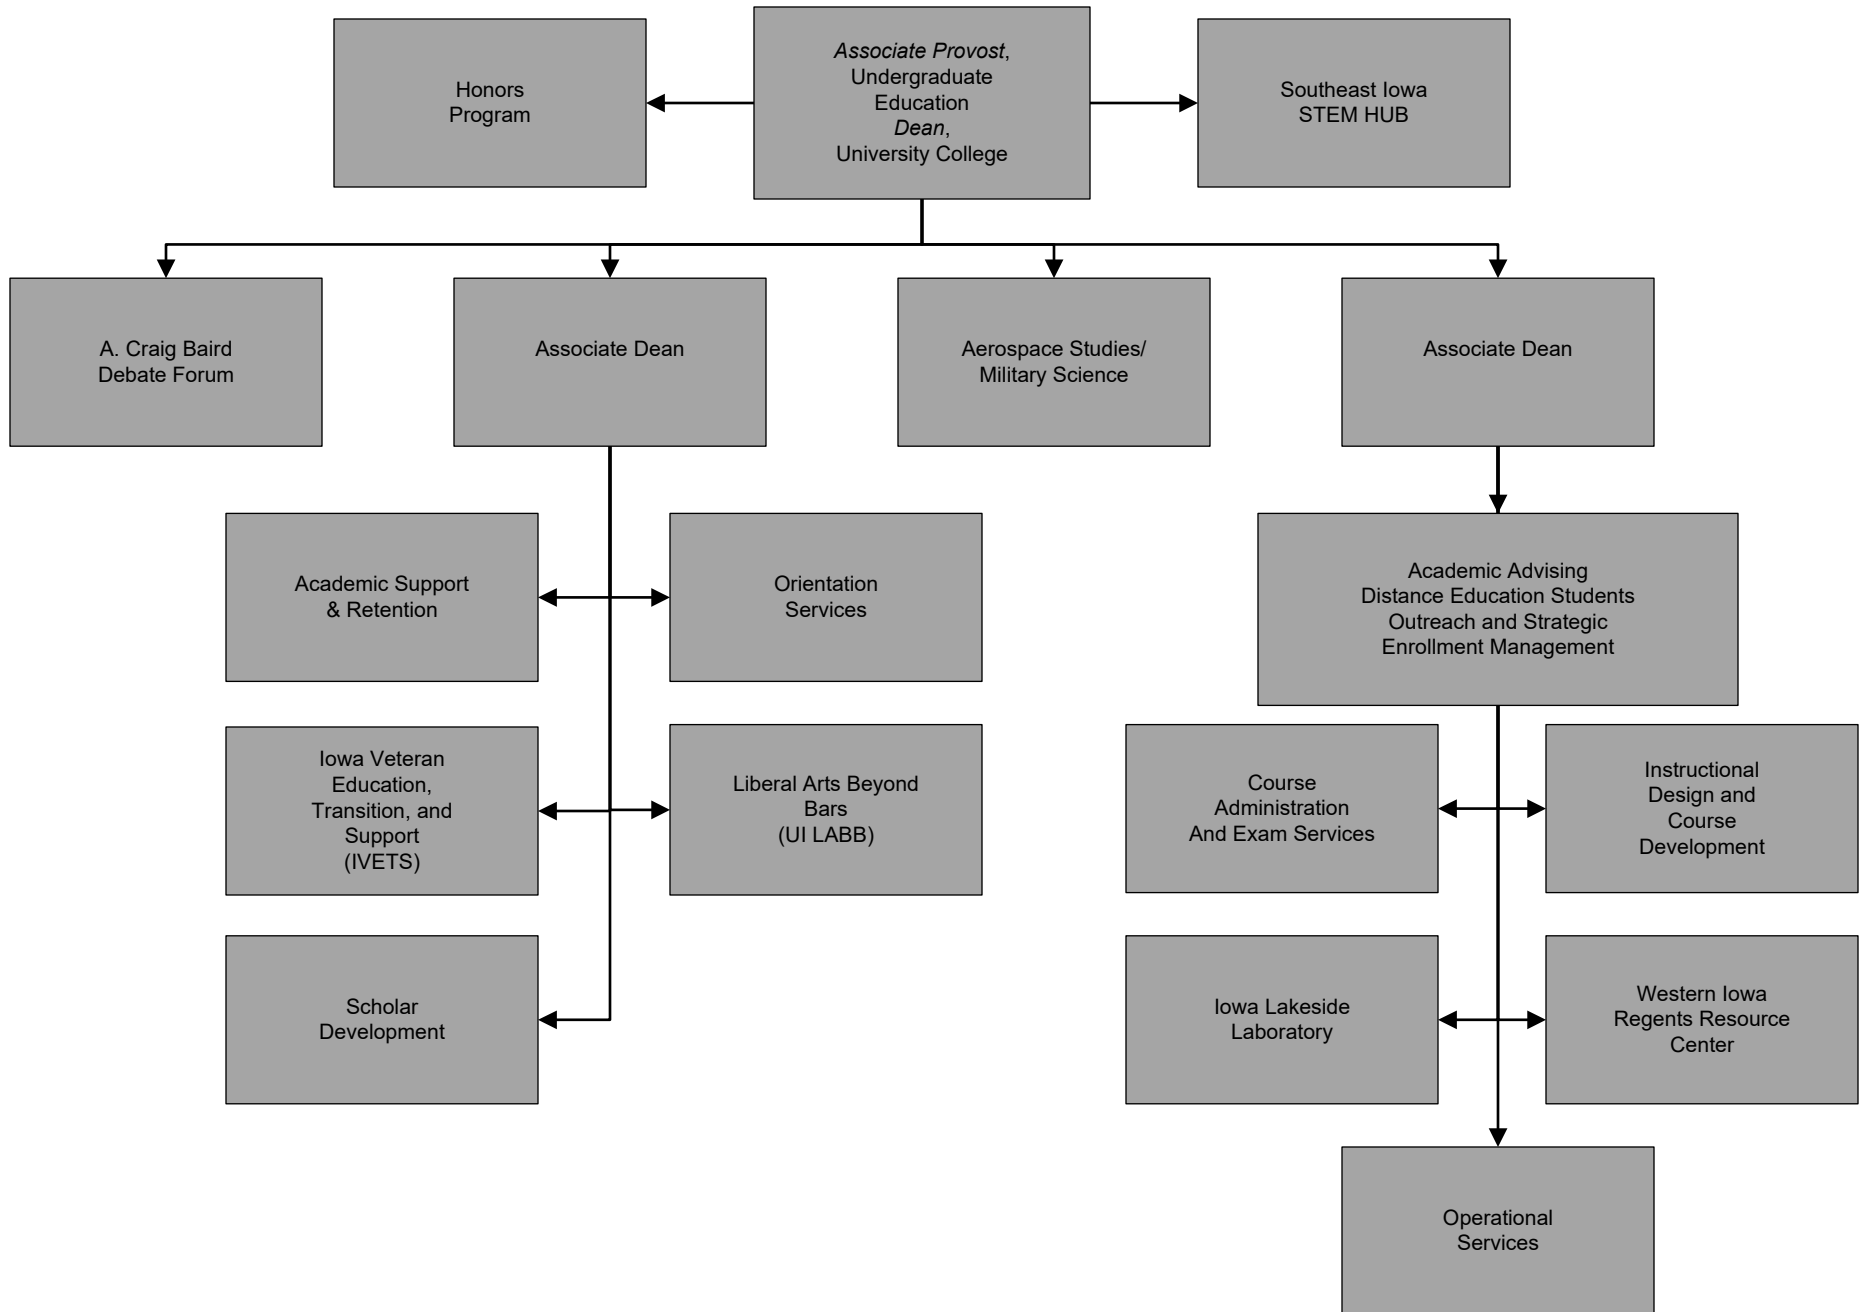 Honors
Program
Associate Provost,
Undergraduate
Education
Dean,
University College
Southeast Iowa
STEM HUB
A. Craig Baird
Debate Forum
Associate Dean
Aerospace Studies/
Military Science
Associate Dean
Academic Support
& Retention
Orientation
Services
Academic Advising
Distance Education Students
Outreach and Strategic
Enrollment Management
Iowa Veteran
Education,
Transition, and
Support
(IVETS)
Liberal Arts Beyond
Bars
(UI LABB)
Course
Administration
And Exam Services
Instructional
Design and
Course
Development
Scholar
Development
Iowa Lakeside
Laboratory
Western Iowa
Regents Resource
Center
Operational
Services